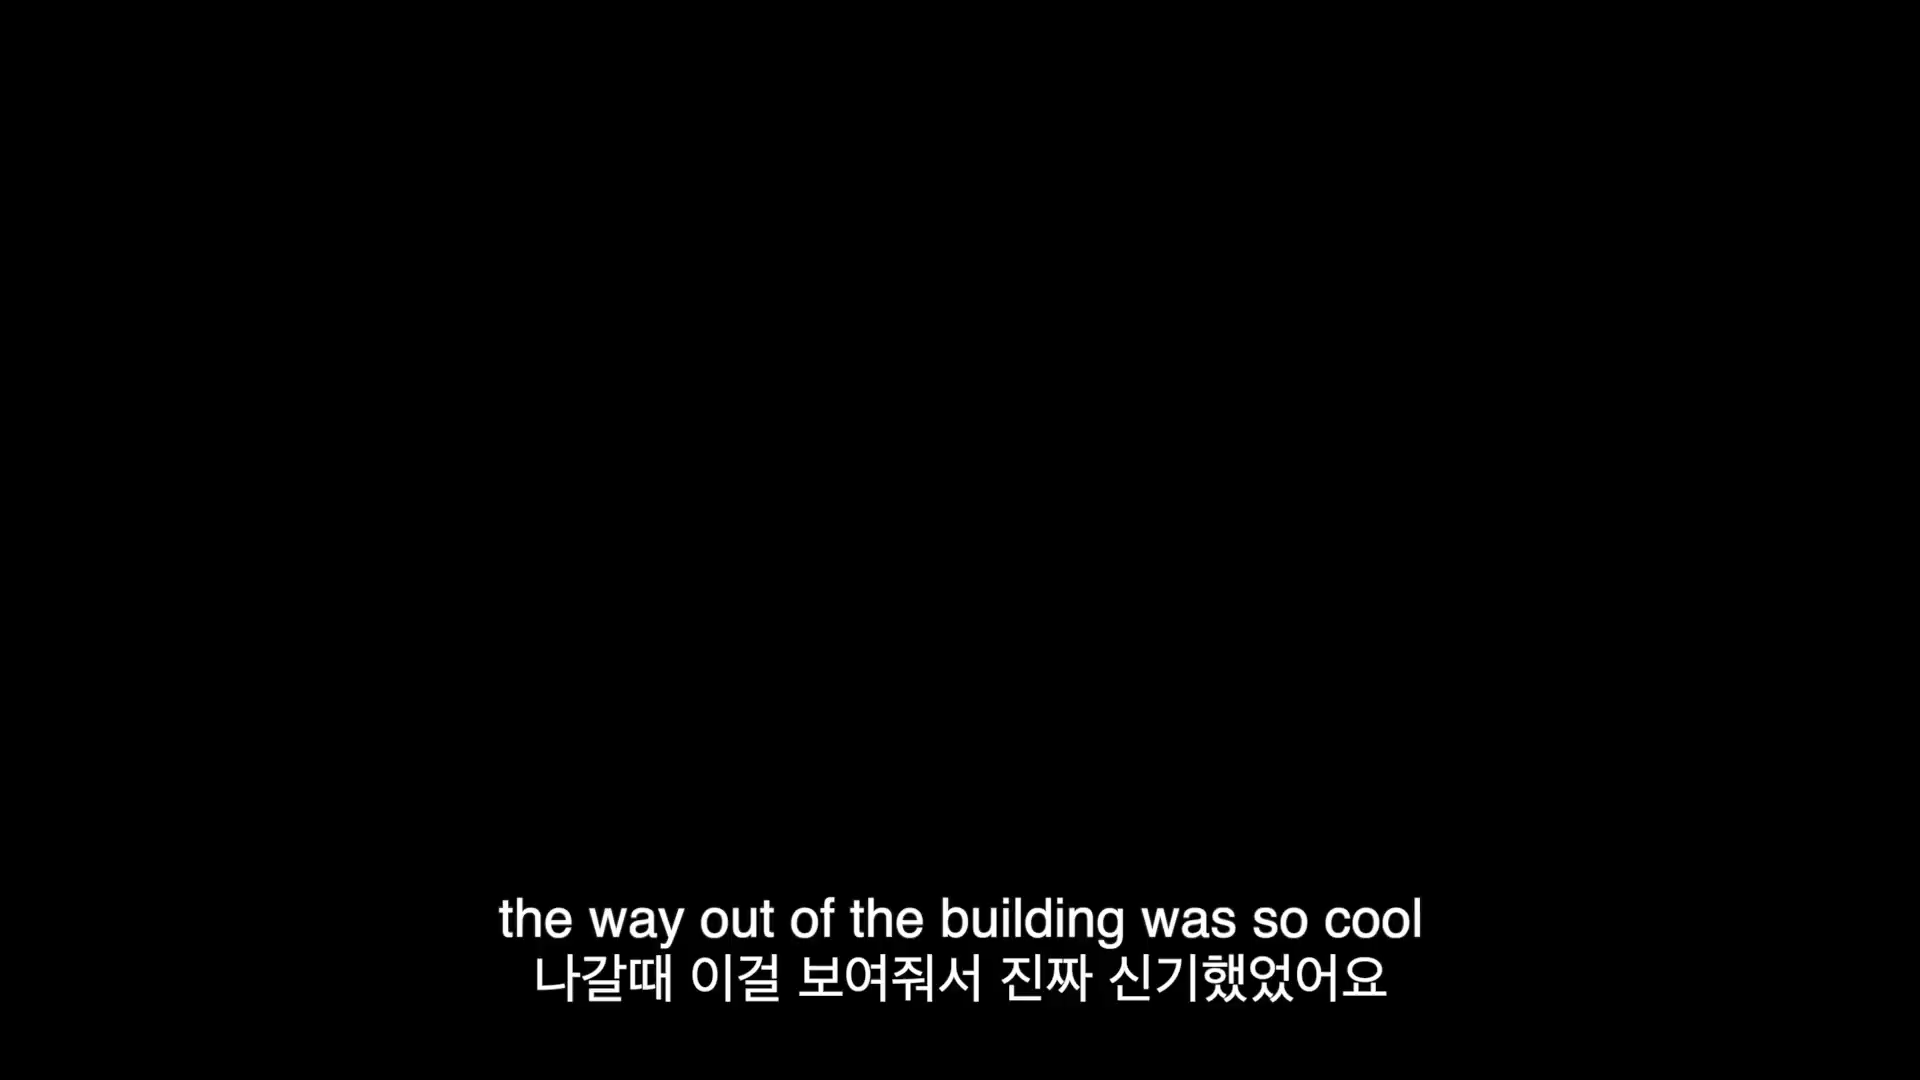 the way out of the building was so cool
나갈때 이걸 보여줘서 진짜 신기했었어요